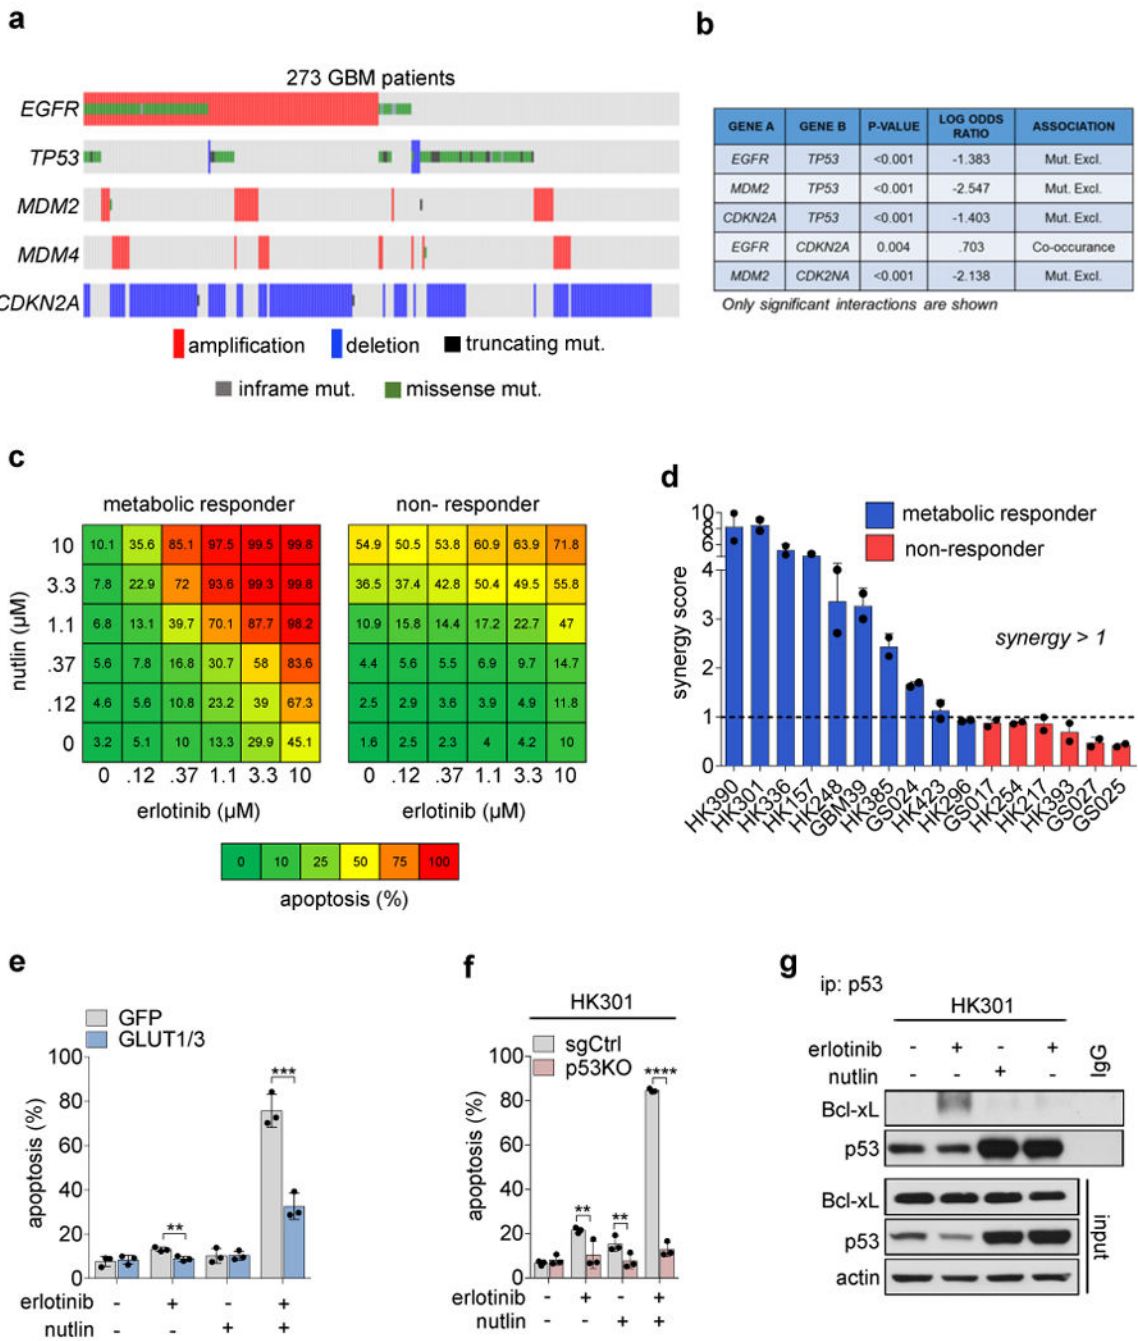 a
273 GBM patients
EGFR
TP53
MDM2
MDM4
CDKN2A
amplification deletion truncating mut.
inframe mut. missense mut.
b
GENE A GENE B P-VALUE LOG ODDS RATIO ASSOCIATION
EGFR TP53 <0.001 -1.383 Mut. Excl.
MDM2 TP53 <0.001 -2.547 Mut. Excl.
CDKN2A TP53 <0.001 -1.403 Mut. Excl.
EGFR CDKN2A 0.004 .703 Co-occurance
MDM2 CDK2NA <0.001 -2.138 Mut. Excl.
Only significant interactions are shown
c
metabolic responder non- responder
nutlin (µM)
10 10.1 35.6 85.1 97.5 99.5 99.8 54.9 50.5 53.8 60.9 63.9 71.8
3.3 7.8 22.9 72 93.6 99.3 99.8 36.5 37.4 42.8 50.4 49.5 55.8
1.1 6.8 13.1 39.7 70.1 87.7 98.2 10.9 15.8 14.4 17.2 22.7 47
.37 5.6 7.8 16.8 30.7 58 83.6 4.4 5.6 5.5 6.9 9.7 14.7
.12 4.6 5.6 10.8 23.2 39 67.3 2.5 2.9 3.6 3.9 4.9 11.8
0 3.2 5.1 10 13.3 29.9 45.1 1.6 2.5 2.3 4 4.2 10
0 .12 .37 1.1 3.3 10 0 .12 .37 1.1 3.3 10
erlotinib (µM) erlotinib (µM)
0 10 25 50 75 100
apoptosis (%)
d
metabolic responder
non-responder
synergy score
10
8
6
4
3
2
1
0
synergy > 1
HK390 HK301 HK336 HK157 HK248 GBM39 HK385 GS024 HK423 HK296 GS017 HK254 HK217 HK393 GS027 GS025
e
GFP
GLUT1/3
apoptosis (%)
100
80
60
40
20
0
** ***
erlotinib - + - +
nutlin - - + +
f
HK301
sgCtrl
p53KO
apoptosis (%)
100
80
60
40
20
0
** ** ****
erlotinib - + - +
nutlin - - + +
g
ip: p53
HK301
erlotinib - + - + IgG
nutlin - - + -
Bcl-xL
p53
Bcl-xL
p53
actin
input